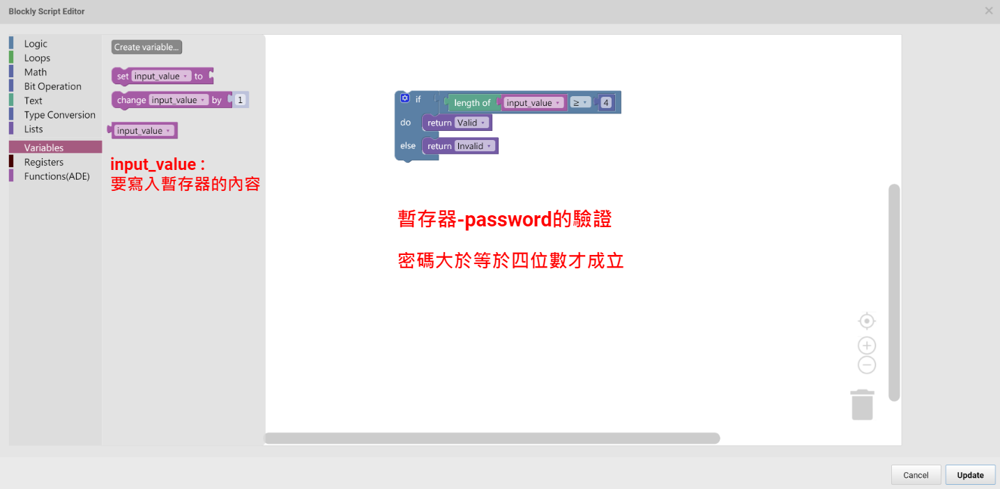 Blockly Script Editor
Logic
Loops
Math
Bit Operation
Text
Type Conversion
Lists
Variables
Registers
Functions(ADE)
Create variable...
set input_value to
change input_value by 1
input_value
input_value :
要寫入暫存器的內容
if length of input_value ≥ 4
do return Valid
else return Invalid
暫存器-password的驗證
密碼大於等於四位數才成立
Cancel
Update